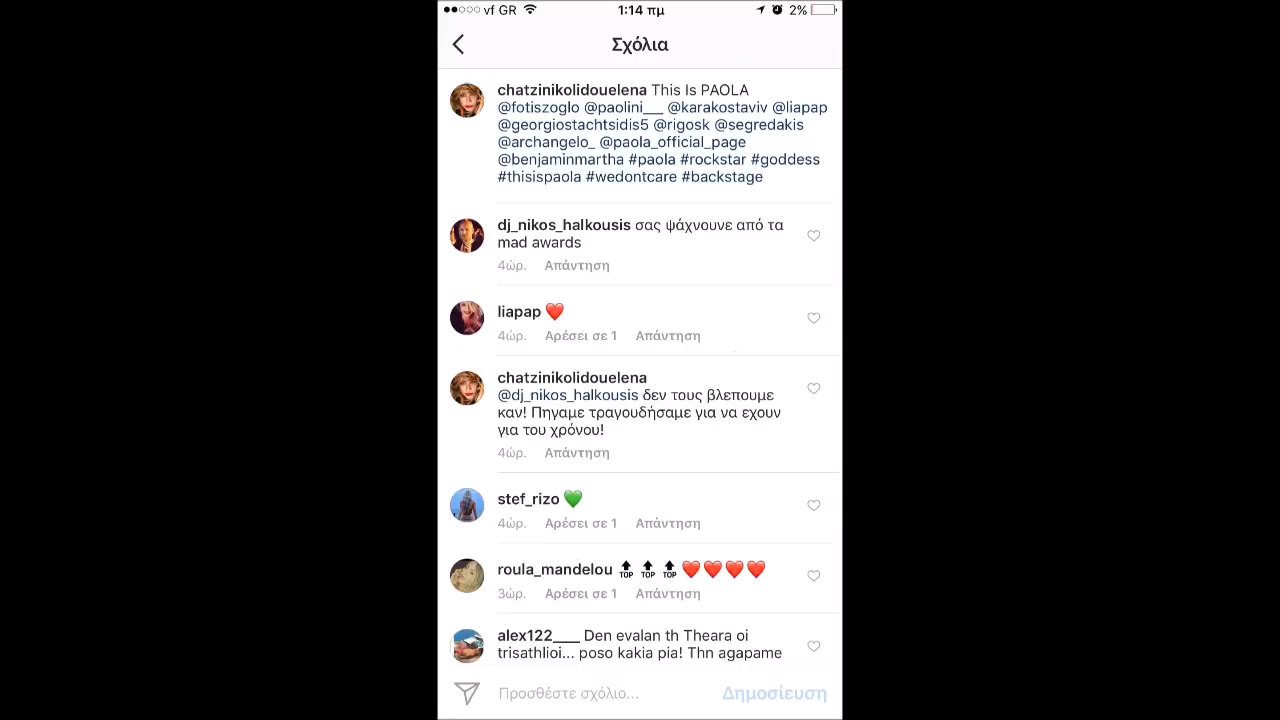 vf GR 1:14 πμ 2%
Σχόλια
chatzinikolidouelena This Is PAOLA
@fotiszoglo @paolini___ @karakostaviv @liapap
@georgiostachtsidis5 @rigosk @segredakis
@archangelo_ @paola_official_page
@benjaminmartha #paola #rockstar #goddess
#thisispaola #wedontcare #backstage
dj_nikos_halkousis σας ψάχνουνε από τα
mad awards
4ώρ. Απάντηση
liapap ❤️
4ώρ. Αρέσει σε 1 Απάντηση
chatzinikolidouelena
@dj_nikos_halkousis δεν τους βλεπουμε
καν! Πηγαμε τραγουδήσαμε για να εχουν
για του χρόνου!
4ώρ. Απάντηση
stef_rizo 💚
4ώρ. Αρέσει σε 1 Απάντηση
roula_mandelou 🔝🔝🔝❤️❤️❤️❤️
3ώρ. Αρέσει σε 1 Απάντηση
alex122____ Den evalan th Theara oi
trisathlioi... poso kakia pia! Thn agapame
Προσθέστε σχόλιο... Δημοσίευση